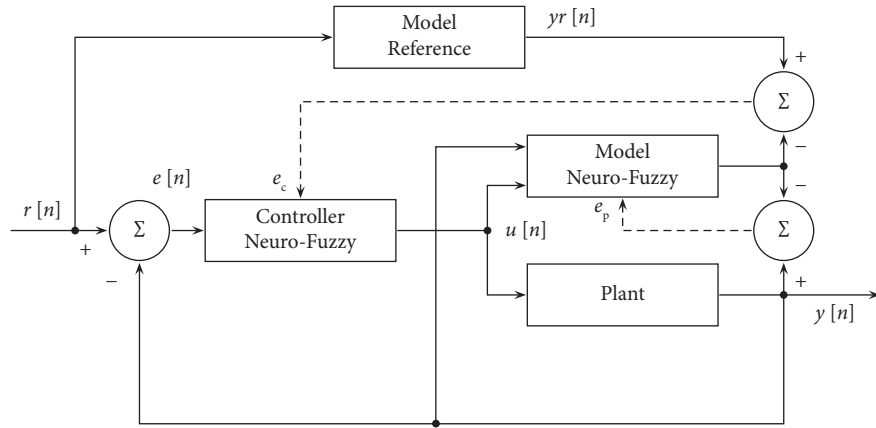 Model
Reference
yr [n]
+
Σ
−
Model
Neuro-Fuzzy
−
e [n]
e_c
r [n]
Σ
+
−
Controller
Neuro-Fuzzy
u [n]
e_p
Σ
+
Plant
y [n]